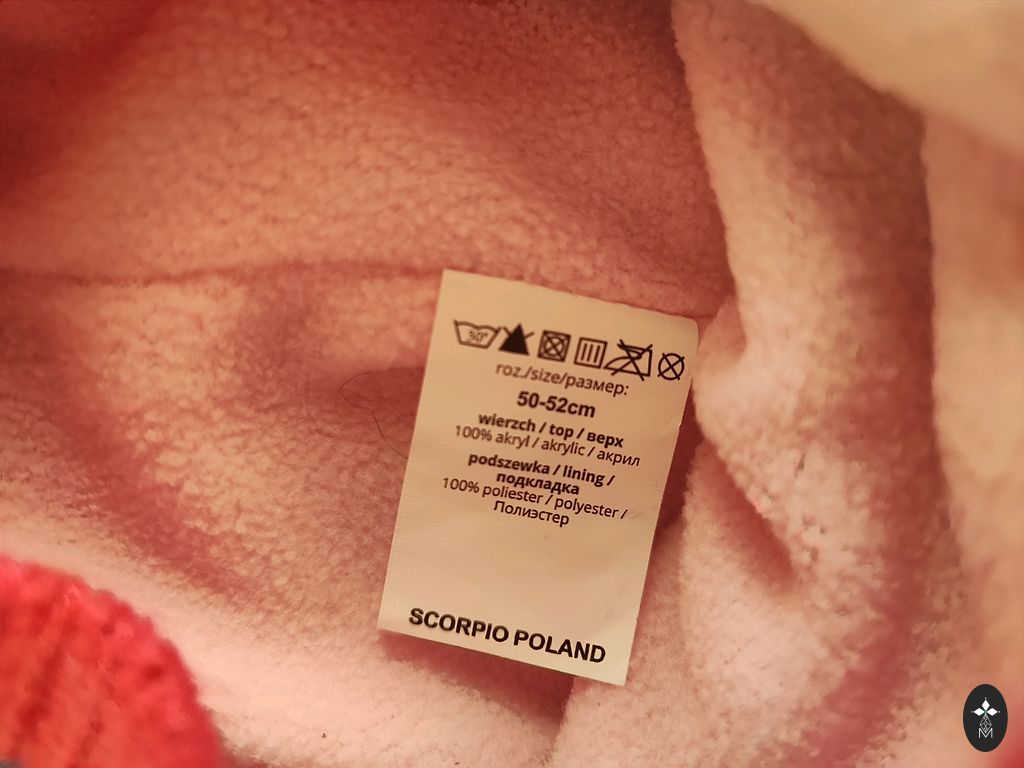 30°
roz./size/размер:
50-52cm
wierzch / top / верх
100% akryl / akrylic / акрил
podszewka / lining /
подкладка
100% poliester / polyester /
Полиэстер
SCORPIO POLAND
M